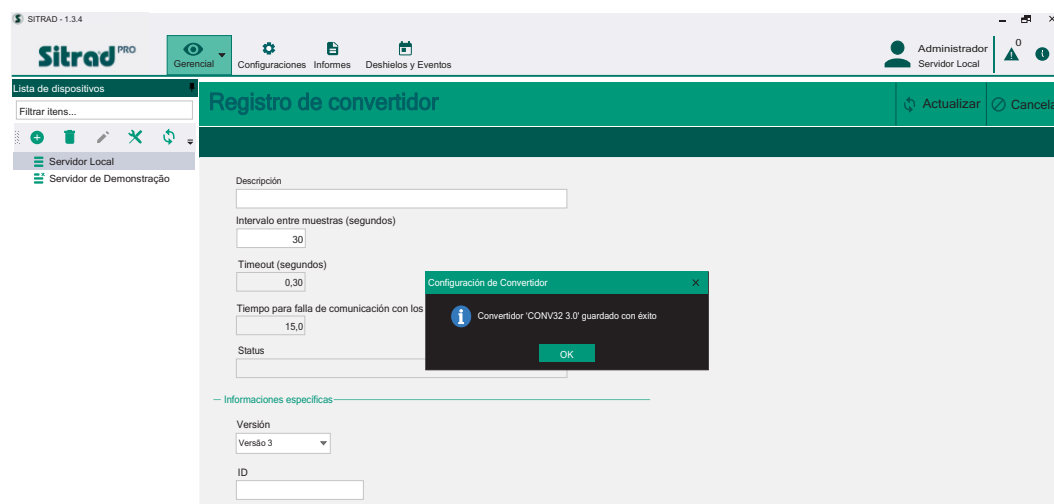 SITRAD - 1.3.4
Sitrad PRO
Gerencial
Configuraciones
Informes
Deshielos y Eventos
Administrador
Servidor Local
0
Lista de dispositivos
Filtrar itens...
Servidor Local
Servidor de Demonstração
Registro de convertidor
Actualizar
Cancela
Descripción
Intervalo entre muestras (segundos)
30
Timeout (segundos)
0,30
Tiempo para falla de comunicación con los
15,0
Status
Configuración de Convertidor
Convertidor 'CONV32 3.0' guardado con éxito
OK
Informaciones específicas
Versión
Versão 3
ID